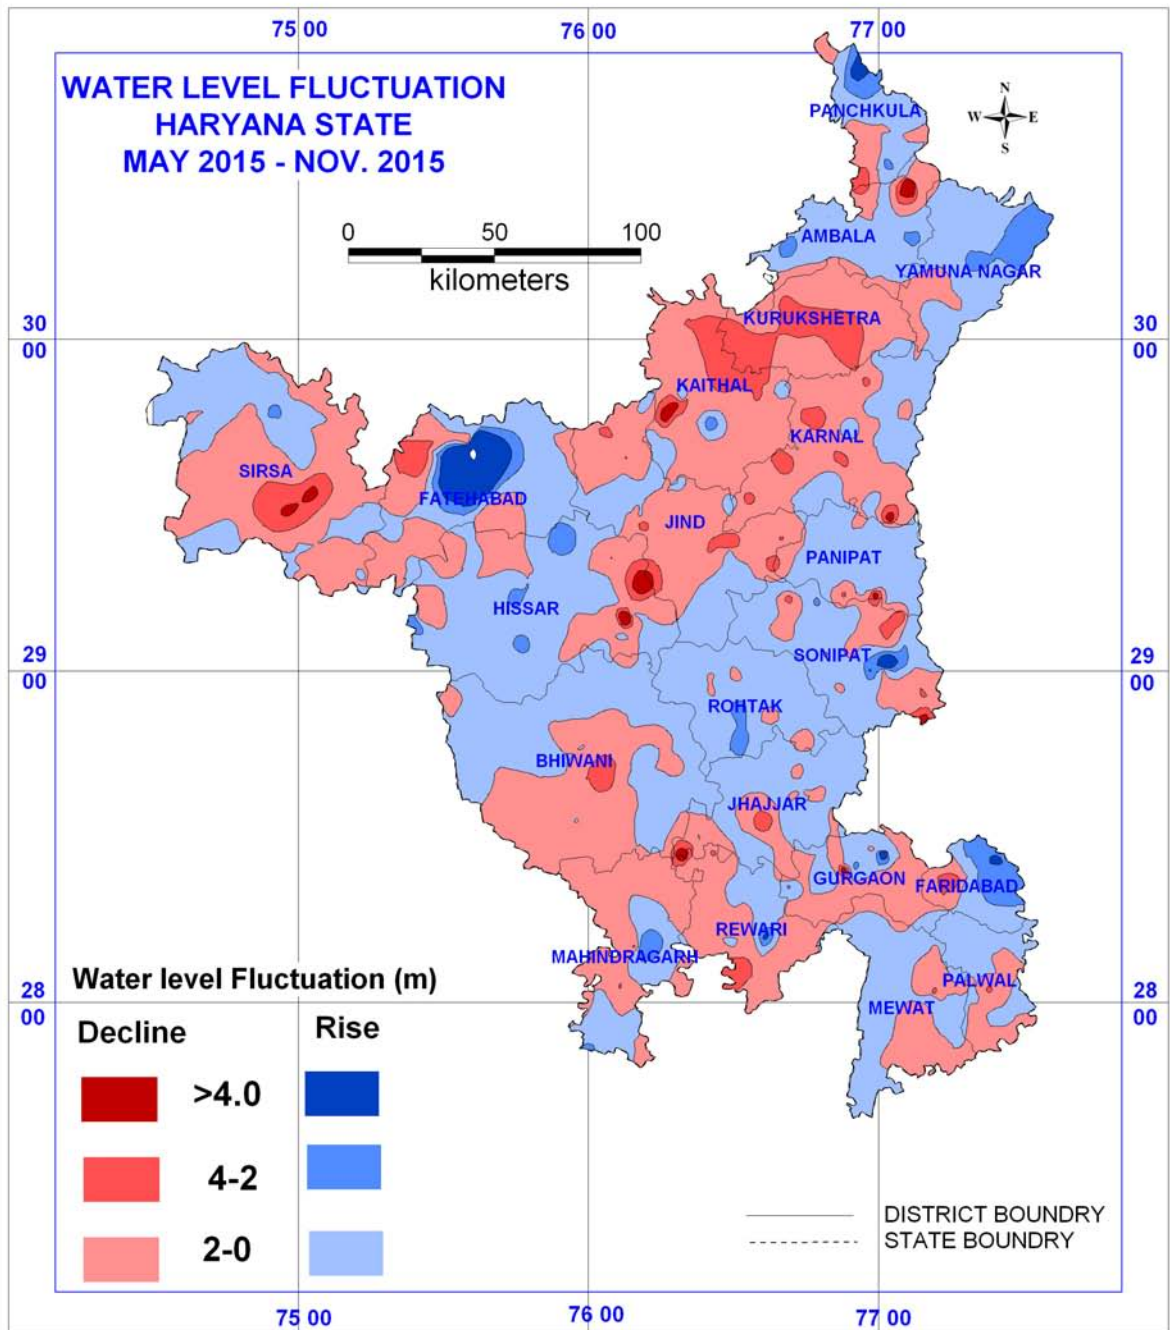 75 00
76 00
77 00
WATER LEVEL FLUCTUATION
HARYANA STATE
MAY 2015 - NOV. 2015
N
W E
S
PANCHKULA
0 50 100
kilometers
AMBALA
YAMUNA NAGAR
KURUKSHETRA
30
00
30
00
KAITHAL
KARNAL
SIRSA
FATEHABAD
JIND
PANIPAT
HISSAR
SONIPAT
29
00
29
00
ROHTAK
BHIWANI
JHAJJAR
GURGAON
FARIDABAD
REWARI
MAHINDRAGARH
PALWAL
MEWAT
28
00
28
00
Water level Fluctuation (m)
Decline
Rise
>4.0
4-2
2-0
DISTRICT BOUNDRY
STATE BOUNDRY
75 00
76 00
77 00